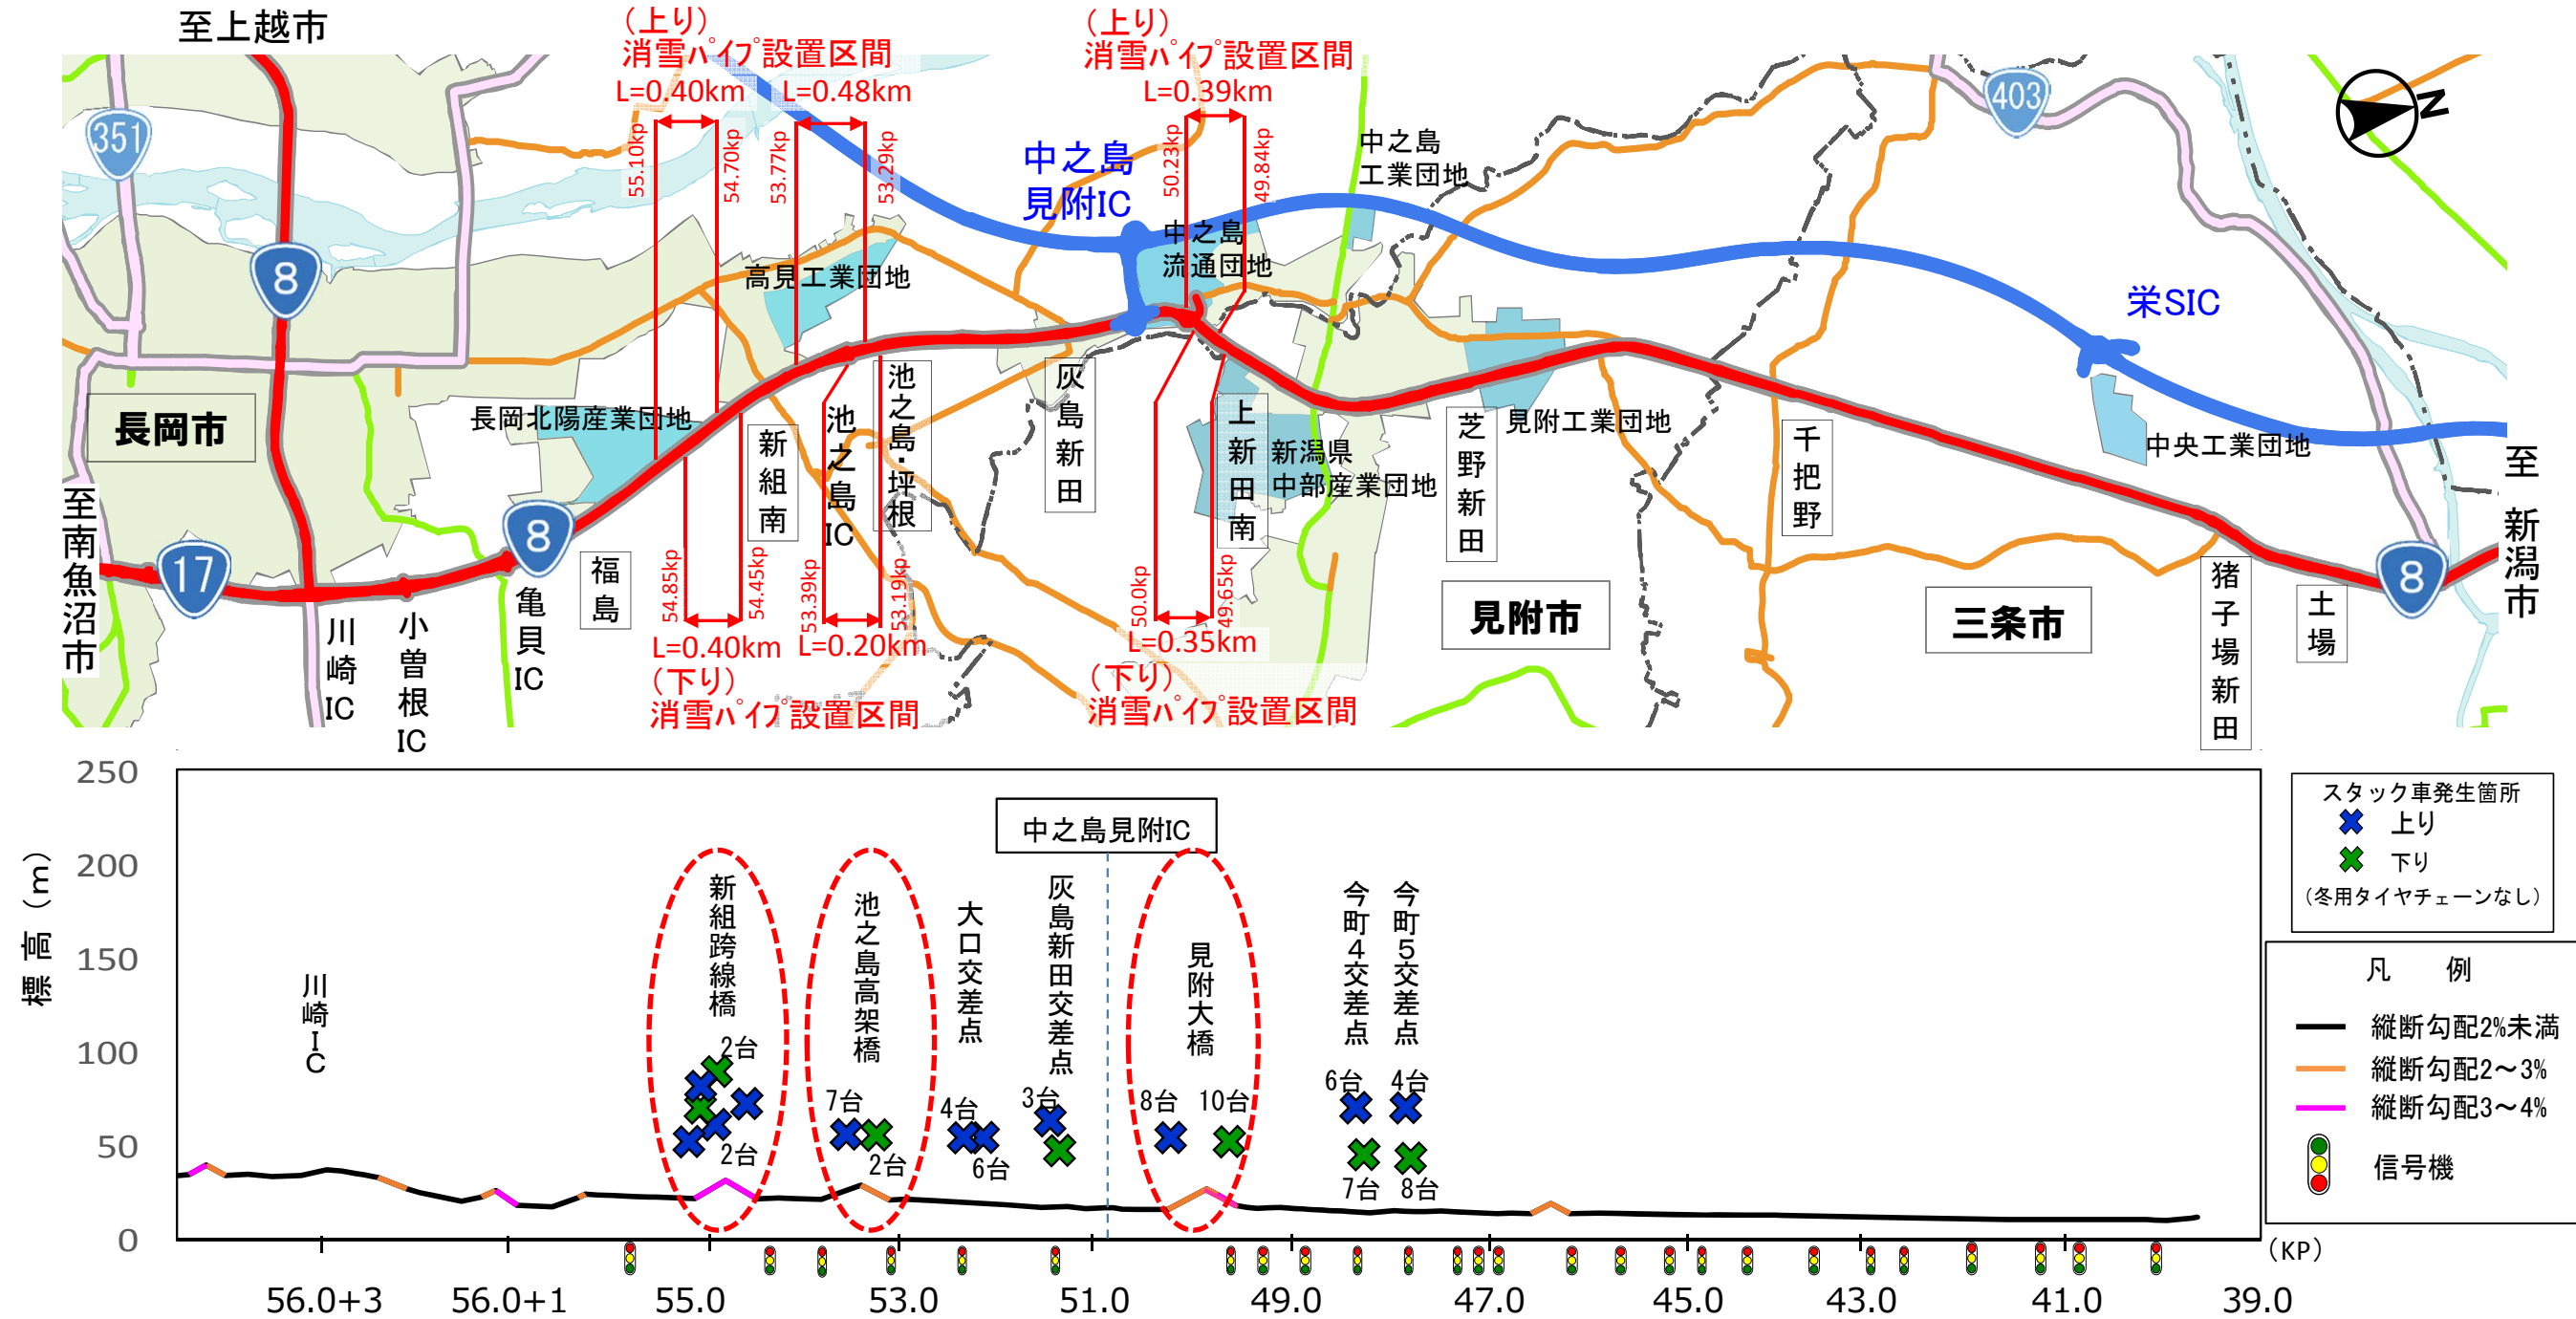 至上越市
（上り）
消雪ﾊﾟｲﾌﾟ設置区間
L=0.40km
L=0.48km
（上り）
消雪ﾊﾟｲﾌﾟ設置区間
L=0.39km
55.10kp
54.70kp
53.77kp
53.29kp
50.23kp
49.84kp
351
8
403
N
中之島
見附IC
中之島
工業団地
中之島
流通団地
高見工業団地
栄SIC
長岡市
長岡北陽産業団地
新組南
池之島IC
池之島・坪根
灰島新田
上新田南
新潟県
中部産業団地
芝野新田
見附工業団地
千把野
中央工業団地
至新潟市
至南魚沼市
17
8
福島
川崎IC
小曽根IC
亀貝IC
54.85kp
54.45kp
53.39kp
53.19kp
50.0kp
49.65kp
L=0.40km
L=0.20km
（下り）
消雪ﾊﾟｲﾌﾟ設置区間
L=0.35km
（下り）
消雪ﾊﾟｲﾌﾟ設置区間
見附市
三条市
猪子場新田
土場
8
標高（m）
250
200
150
100
50
0
中之島見附IC
川崎IC
新組跨線橋
池之島高架橋
大口交差点
灰島新田交差点
見附大橋
今町４交差点
今町５交差点
2台
2台
7台
2台
4台
6台
3台
8台
10台
6台
4台
7台
8台
スタック車発生箇所
上り
下り
（冬用タイヤチェーンなし）
凡　例
縦断勾配2%未満
縦断勾配2～3%
縦断勾配3～4%
信号機
（KP）
56.0+3
56.0+1
55.0
53.0
51.0
49.0
47.0
45.0
43.0
41.0
39.0